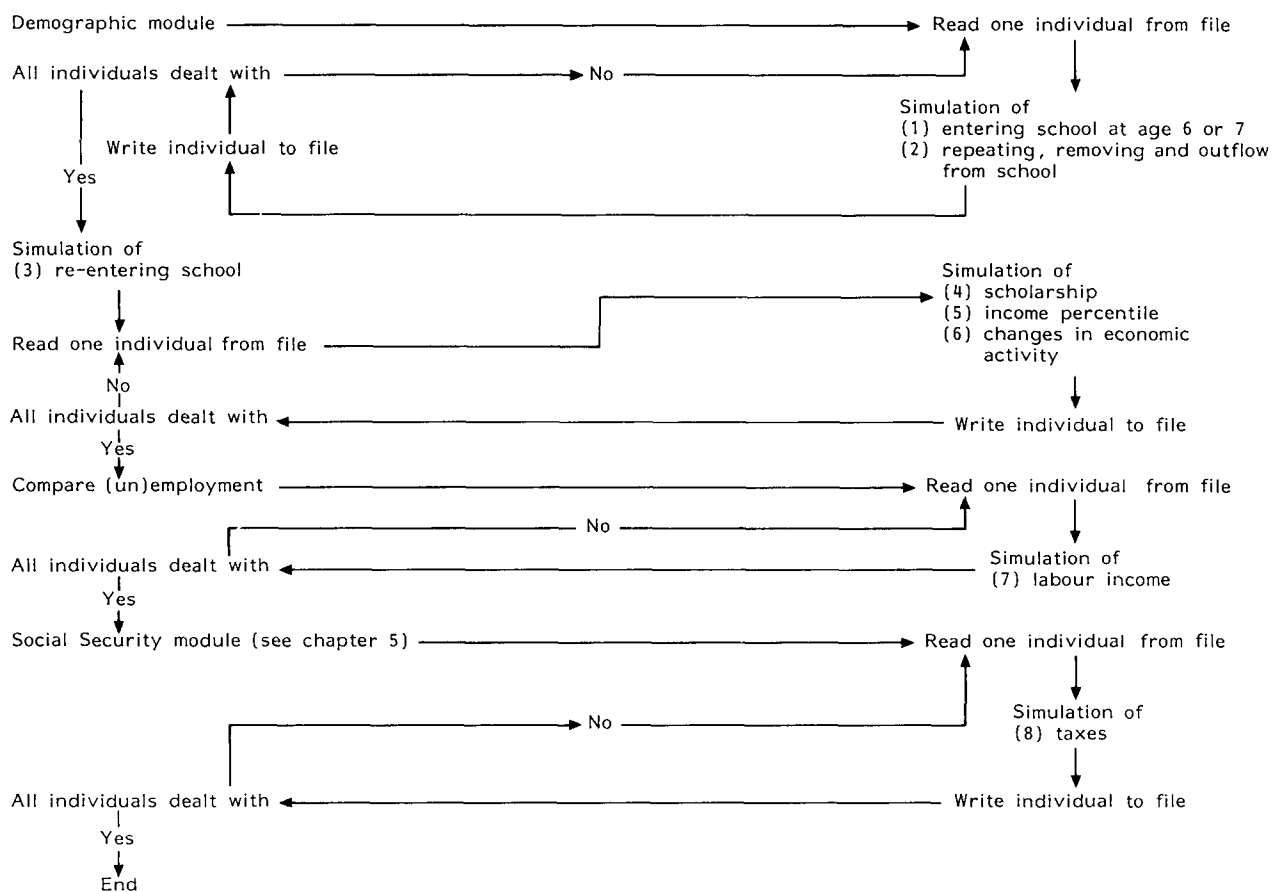 Demographic module
Read one individual from file
All individuals dealt with
No
Simulation of
(1) entering school at age 6 or 7
(2) repeating, removing and outflow
from school
Write individual to file
Yes
Simulation of
(3) re-entering school
Simulation of
(4) scholarship
(5) income percentile
(6) changes in economic
activity
Read one individual from file
No
All individuals dealt with
Write individual to file
Yes
Compare (un)employment
Read one individual from file
No
All individuals dealt with
Simulation of
(7) labour income
Yes
Social Security module (see chapter 5)
Read one individual from file
No
Simulation of
(8) taxes
All individuals dealt with
Write individual to file
Yes
End